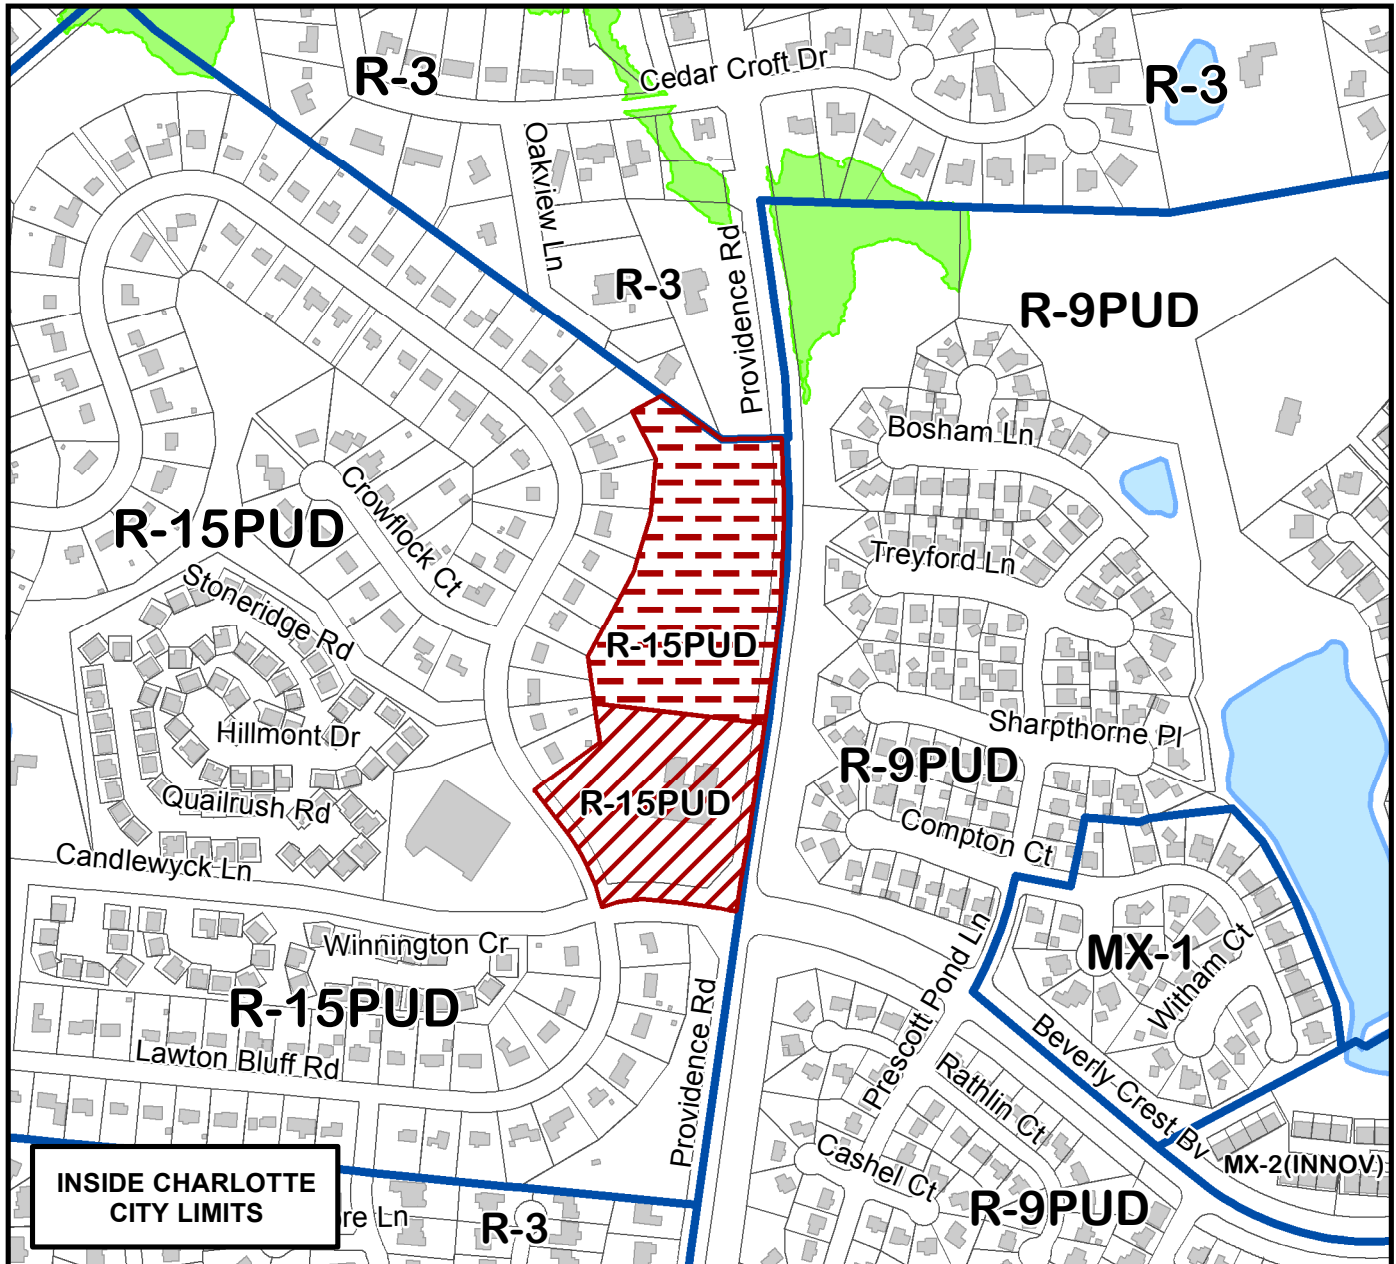 R-3
Cedar Croft Dr
R-3
Oakview Ln
Providence Rd
R-3
R-9PUD
Bosham Ln
Crowflock Ct
R-15PUD
Treyford Ln
Stoneridge Rd
R-15PUD
Hillmont Dr
Sharpthorne Pl
R-9PUD
Quailrush Rd
R-15PUD
Compton Ct
Candlewyck Ln
Winnington Cr
Prescott Pond Ln
MX-1
Witham Ct
R-15PUD
Providence Rd
Lawton Bluff Rd
Beverly Crest Bv
Rathlin Ct
Cashel Ct
MX-2(INNOV)
INSIDE CHARLOTTE
CITY LIMITS
re Ln
R-3
R-9PUD